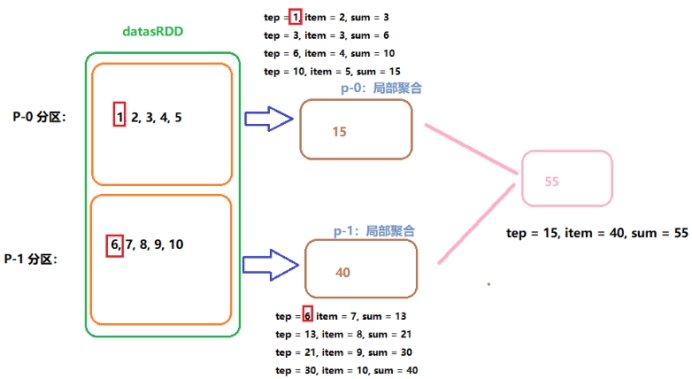 datasRDD
P-0 分区：
1, 2, 3, 4, 5
tep = 1, item = 2, sum = 3
tep = 3, item = 3, sum = 6
tep = 6, item = 4, sum = 10
tep = 10, item = 5, sum = 15
p-0：局部聚合
15
P-1 分区：
6, 7, 8, 9, 10
p-1：局部聚合
40
tep = 6, item = 7, sum = 13
tep = 13, item = 8, sum = 21
tep = 21, item = 9, sum = 30
tep = 30, item = 10, sum = 40
55
tep = 15, item = 40, sum = 55